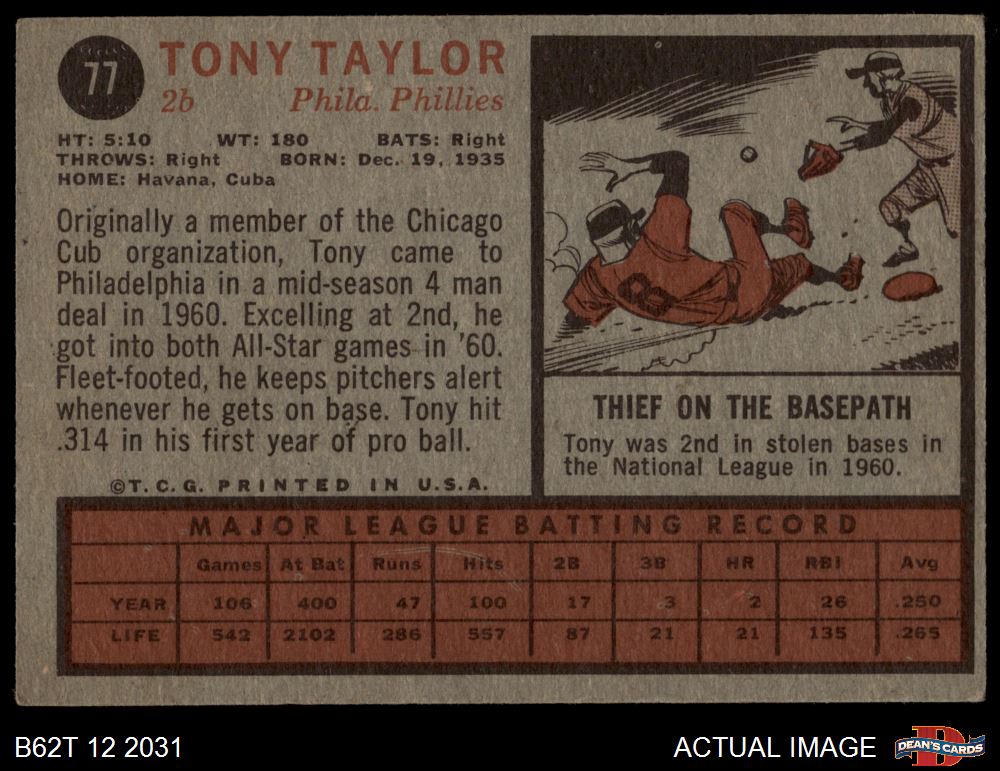 77
TONY TAYLOR
2b Phila. Phillies
HT: 5:10 WT: 180 BATS: Right
THROWS: Right BORN: Dec. 19, 1935
HOME: Havana, Cuba
Originally a member of the Chicago
Cub organization, Tony came to
Philadelphia in a mid-season 4 man
deal in 1960. Excelling at 2nd, he
got into both All-Star games in '60.
Fleet-footed, he keeps pitchers alert
whenever he gets on base. Tony hit
.314 in his first year of pro ball.
©T.C.G. PRINTED IN U.S.A.
8
THIEF ON THE BASEPATH
Tony was 2nd in stolen bases in
the National League in 1960.
MAJOR LEAGUE BATTING RECORD
Games At Bat Runs Hits 2B 3B HR RBI Avg
YEAR 106 400 47 100 17 3 2 26 .250
LIFE 542 2102 286 557 87 21 21 135 .265
B62T 12 2031
ACTUAL IMAGE
D
DEAN'S CARDS